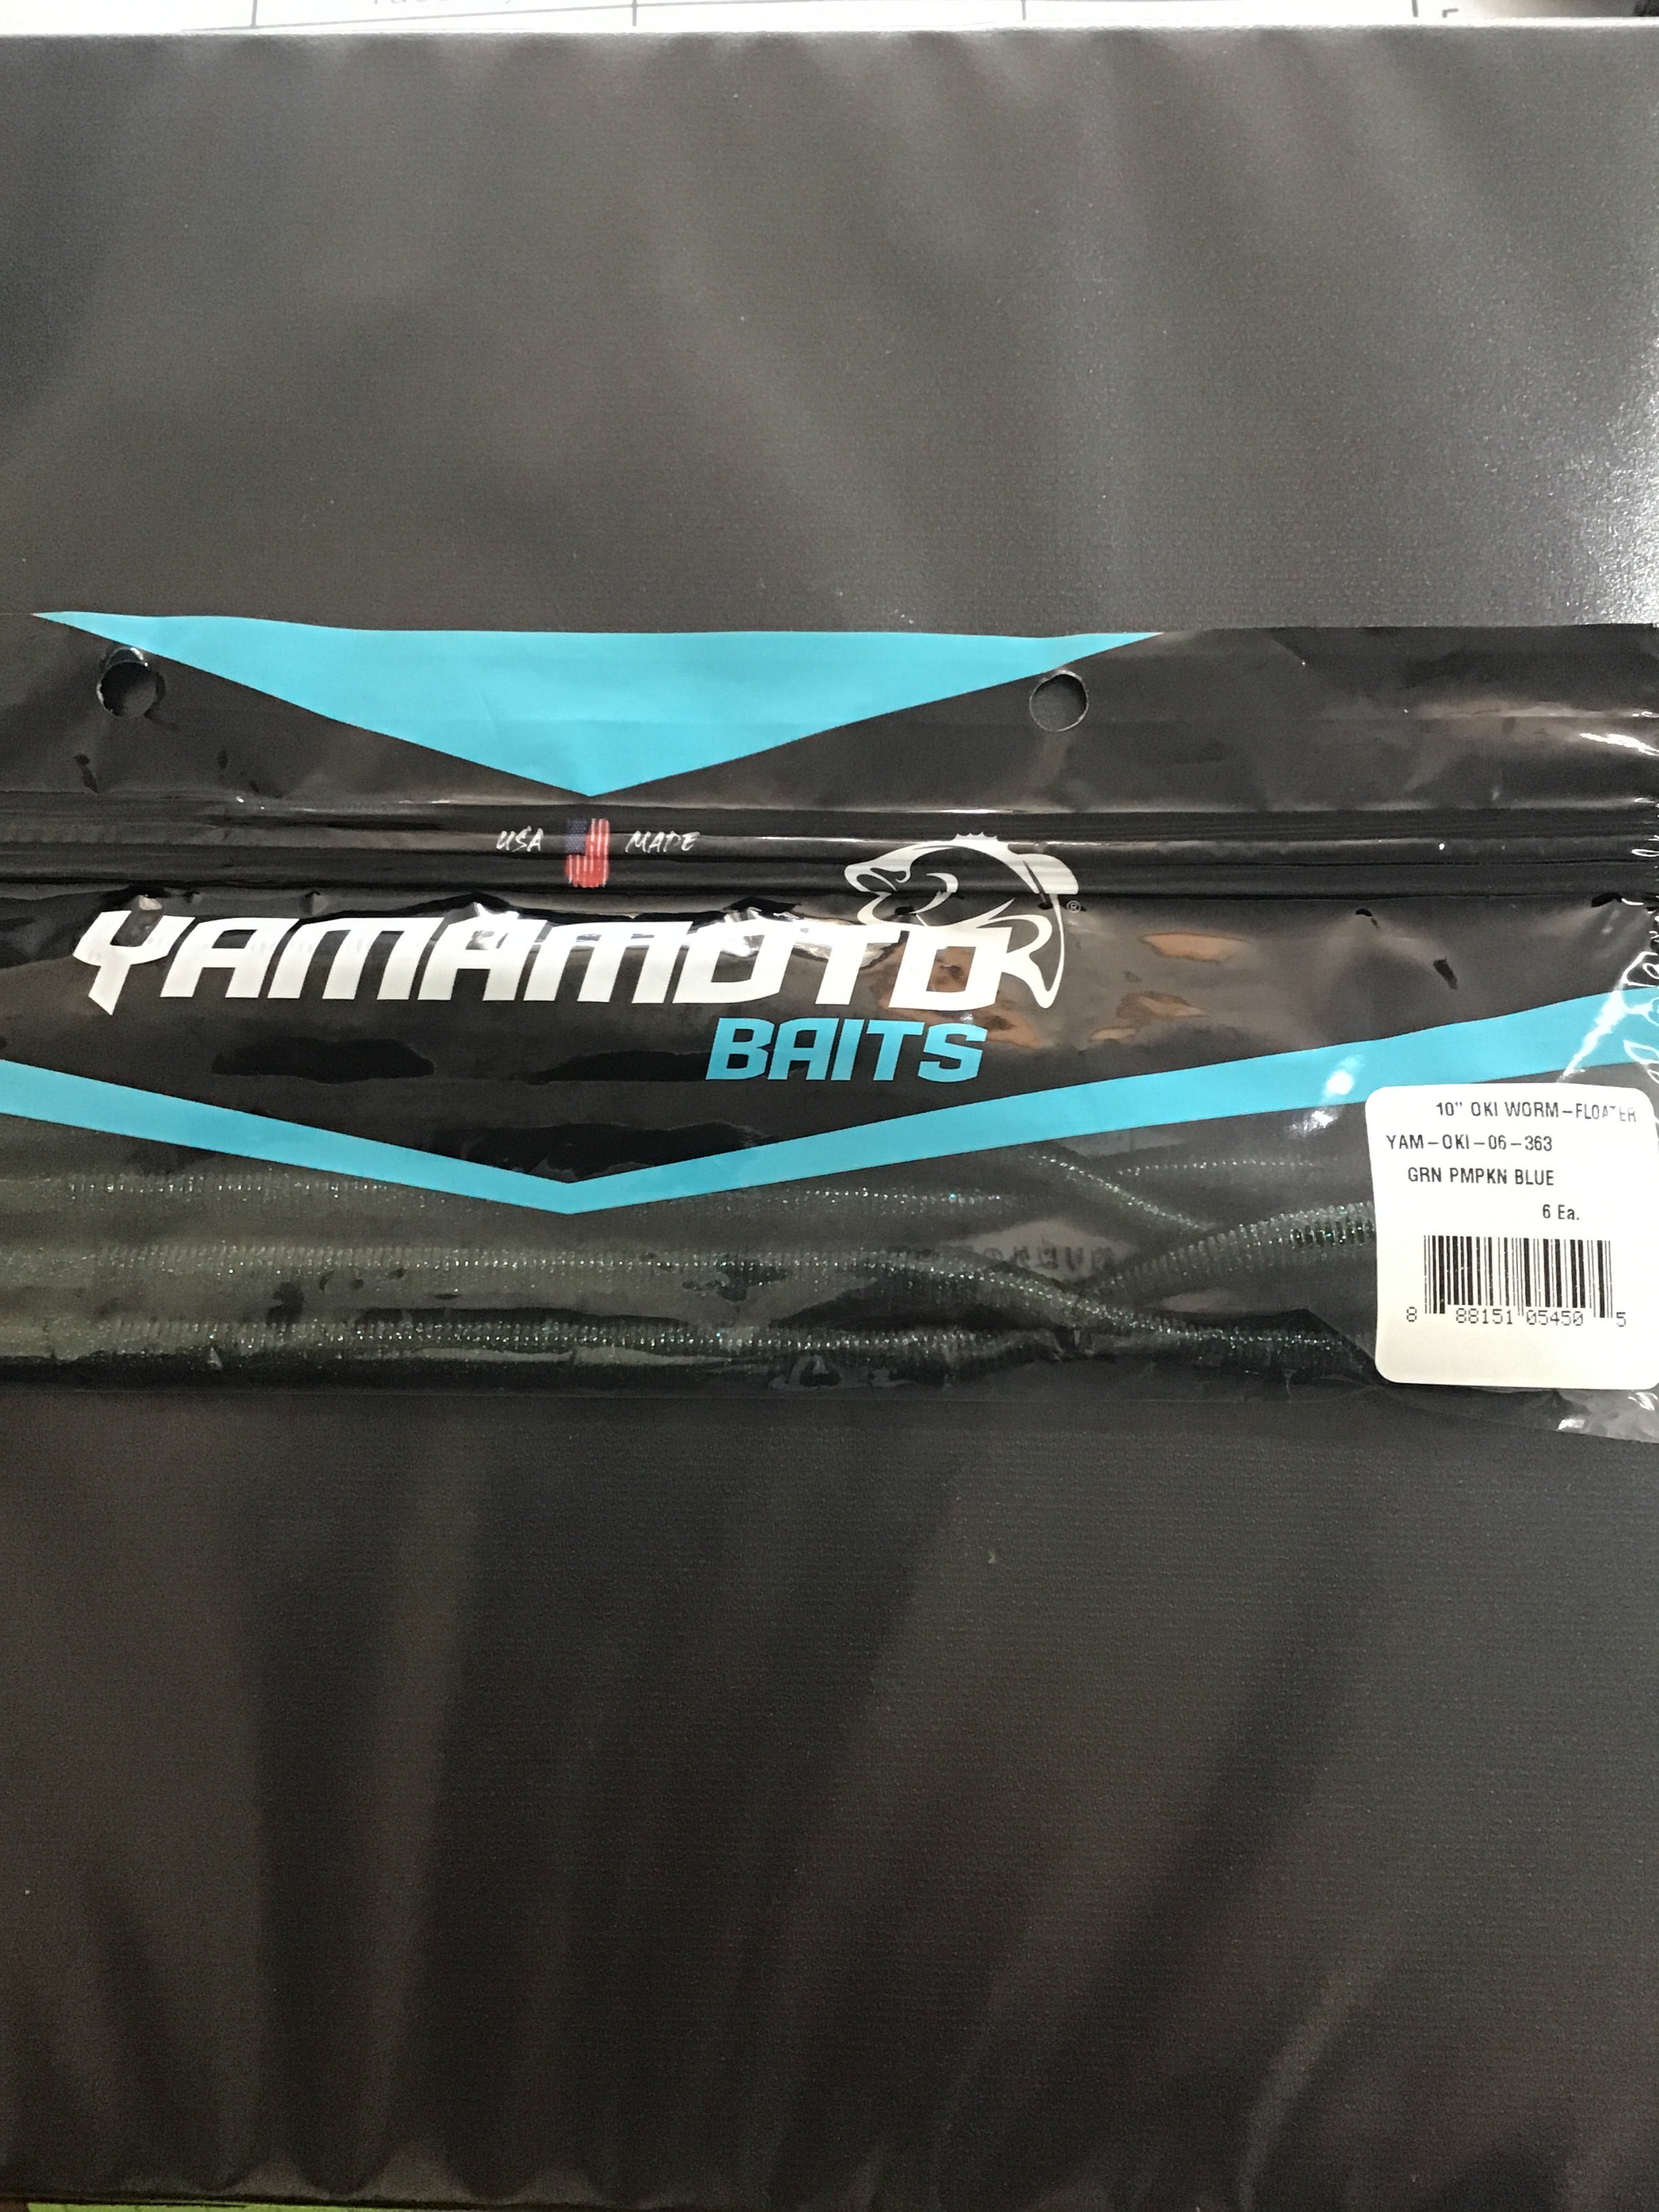 USA MADE
YAMAMOTO
®
BAITS
10" OKI WORM-FLOATER
YAM-OKI-06-363
GRN PMPKN BLUE
6 Ea.
8 88151 05450 5